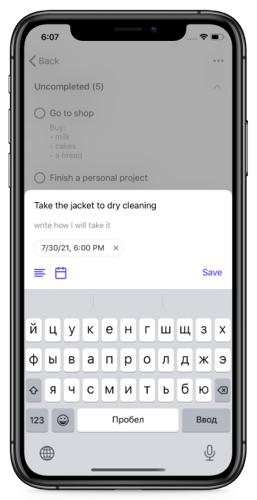 6:07
Back
Uncompleted (5)
Go to shop
Buy:
- milk
- cakes
- a bread
Finish a personal project
Take the jacket to dry cleaning
write how I will take it
7/30/21, 6:00 PM ×
Save
й ц у к е н г ш щ з х
ф ы в а п р о л д ж э
я ч с м и т ь б ю
123 Пробел Ввод